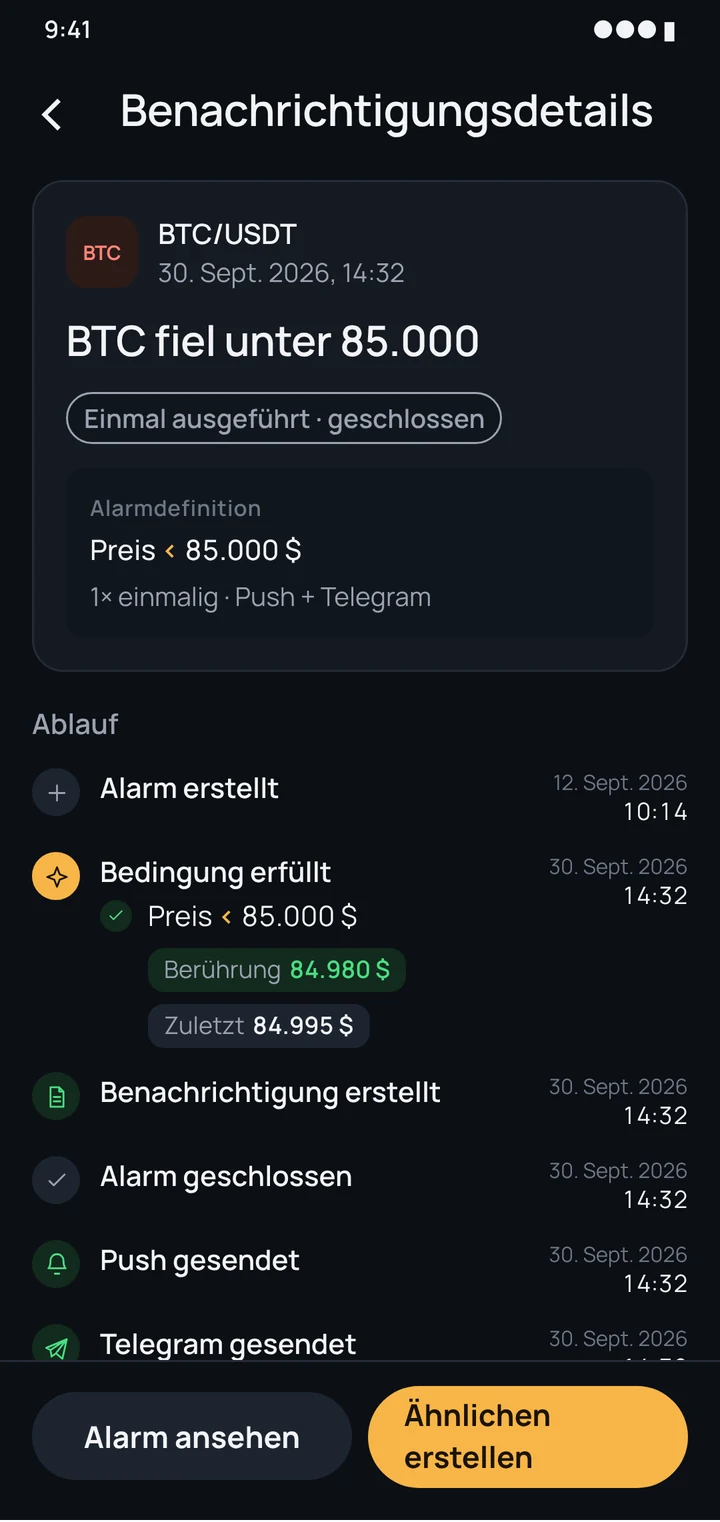 9:41
Benachrichtigungsdetails
BTC
BTC/USDT
30. Sept. 2026, 14:32
BTC fiel unter 85.000
Einmal ausgeführt · geschlossen
Alarmdefinition
Preis < 85.000 $
1× einmalig · Push + Telegram
Ablauf
Alarm erstellt
12. Sept. 2026
10:14
Bedingung erfüllt
30. Sept. 2026
14:32
Preis < 85.000 $
Berührung 84.980 $
Zuletzt 84.995 $
Benachrichtigung erstellt
30. Sept. 2026
14:32
Alarm geschlossen
30. Sept. 2026
14:32
Push gesendet
30. Sept. 2026
14:32
Telegram gesendet
30. Sept. 2026
Alarm ansehen
Ähnlichen
erstellen